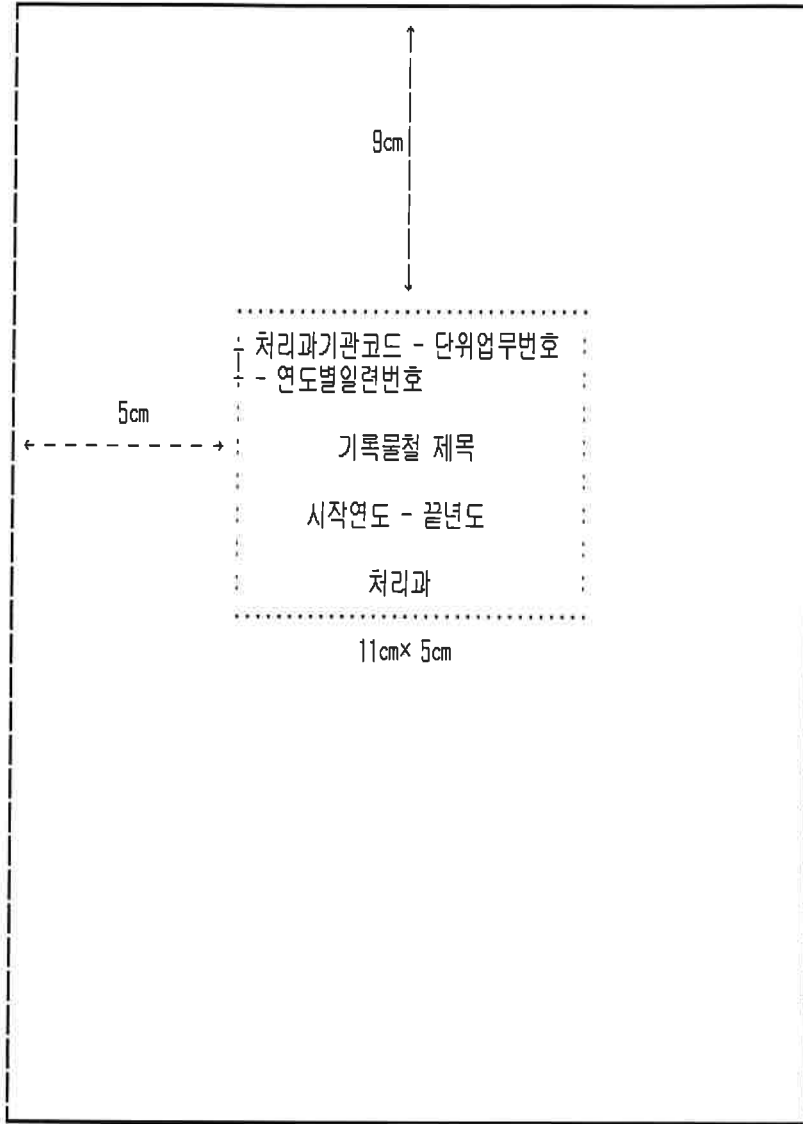 9cm
처리과기관코드 - 단위업무번호
- 연도별일련번호
5cm
기록물철 제목
시작연도 - 끝년도
처리과
11cm× 5cm